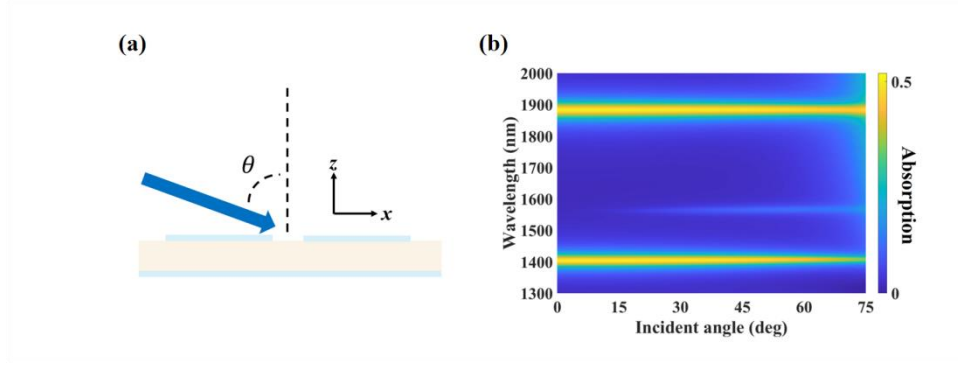 (a)
θ
z
x
(b)
2000
1900
1800
1700
1600
1500
1400
1300
Wavelength (nm)
0 15 30 45 60 75
Incident angle (deg)
0.5
0
Absorption